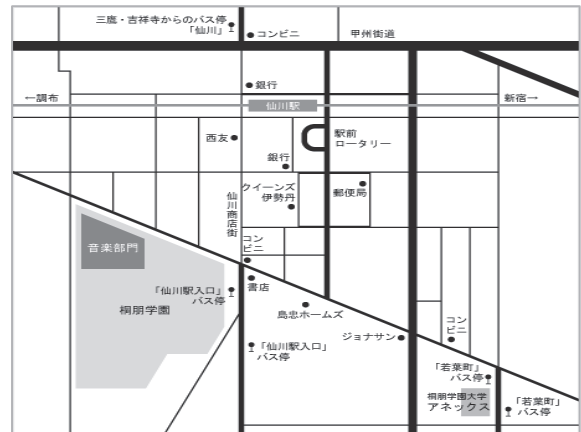 三鷹・吉祥寺からのバス停
「仙川」
コンビニ
甲州街道
銀行
←調布
仙川駅
新宿→
西友
駅前
ロータリー
銀行
クイーンズ
伊勢丹
郵便局
仙川商店街
コン
ビニ
音楽部門
書店
「仙川駅入口」
バス停
桐朋学園
島忠ホームズ
ジョナサン
コン
ビニ
「仙川駅入口」
バス停
「若葉町」
バス停
桐朋学園大学
アネックス
「若葉町」
バス停